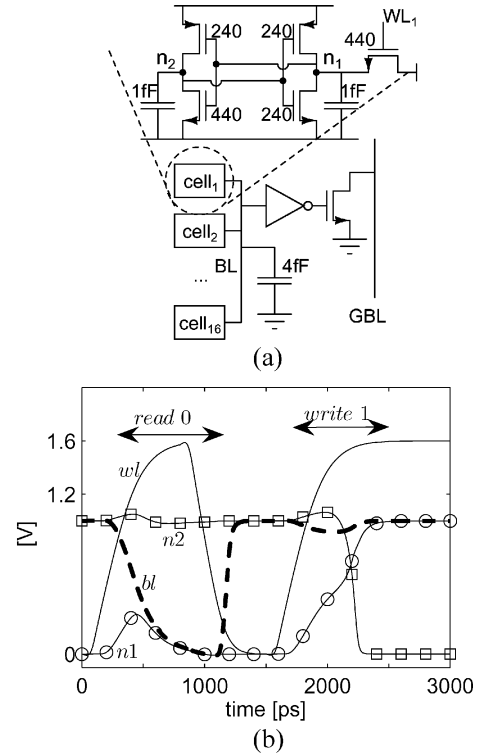 WL1
240 240 440
n2 n1
1fF 440 240 1fF
cell1
cell2
BL 4fF
...
cell16 GBL
(a)
read 0 write 1
1.6
wl
1.2
[V]
n2
bl
0 n1
0 1000 2000 3000
time [ps]
(b)